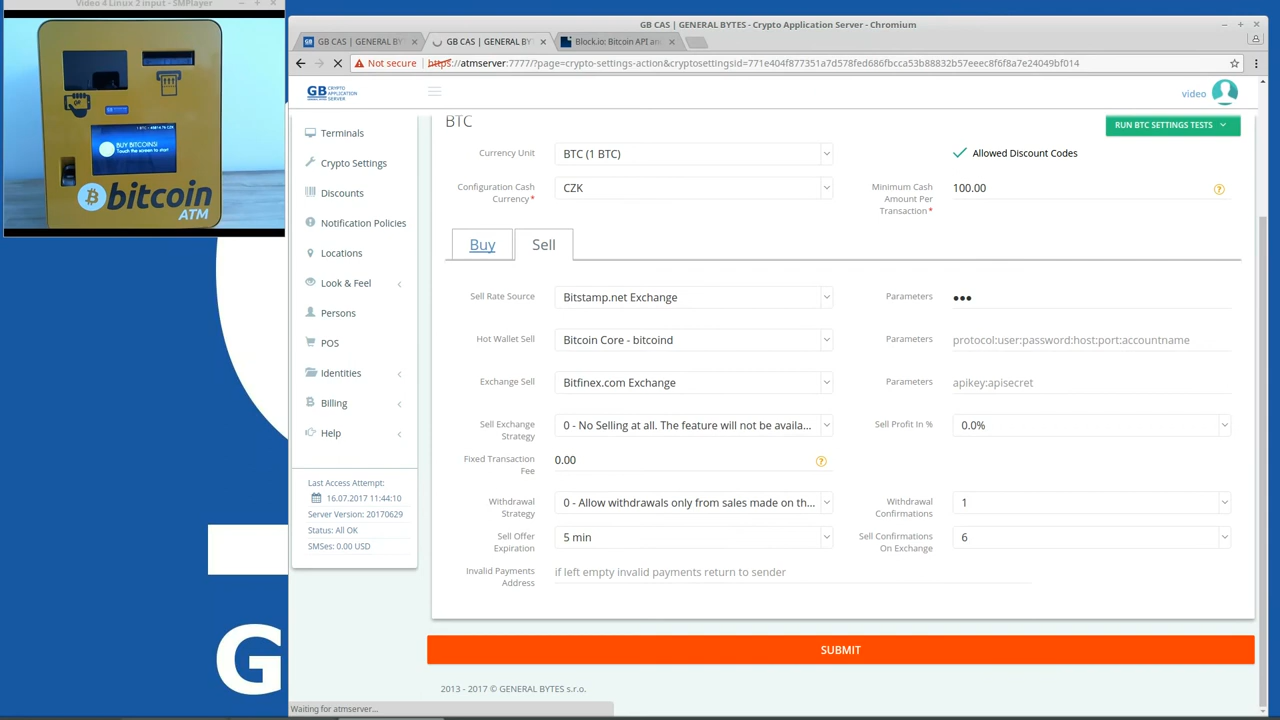 Video 4 Linux 2 input - SMPlayer
GB CAS | GENERAL BYTES - Crypto Application Server - Chromium
GB CAS | GENERAL BY
GB CAS | GENERAL BY
Block.io: Bitcoin API an
Not secure
https://atmserver:7777/?page=crypto-settings-action&cryptosettingsid=771e404f877351a7d578fed686fbcca53b88832b57eeec8f6f8a7e24049bf014
GB CRYPTO APPLICATION SERVER
video
BUY BITCOINS!
Touch the screen to start
bitcoin
ATM
Terminals
Crypto Settings
Discounts
Notification Policies
Locations
Look & Feel
Persons
POS
Identities
Billing
Help
Last Access Attempt:
16.07.2017 11:44:10
Server Version: 20170629
Status: All OK
SMSes: 0.00 USD
BTC
RUN BTC SETTINGS TESTS
Currency Unit
BTC (1 BTC)
Allowed Discount Codes
Configuration Cash
Currency*
CZK
Minimum Cash
Amount Per
Transaction*
100.00
Buy
Sell
Sell Rate Source
Bitstamp.net Exchange
Parameters
•••
Hot Wallet Sell
Bitcoin Core - bitcoind
Parameters
protocol:user:password:host:port:accountname
Exchange Sell
Bitfinex.com Exchange
Parameters
apikey:apisecret
Sell Exchange
Strategy
0 - No Selling at all. The feature will not be availa...
Sell Profit In %
0.0%
Fixed Transaction
Fee
0.00
Withdrawal
Strategy
0 - Allow withdrawals only from sales made on th...
Withdrawal
Confirmations
1
Sell Offer
Expiration
5 min
Sell Confirmations
On Exchange
6
Invalid Payments
Address
if left empty invalid payments return to sender
SUBMIT
2013 - 2017 © GENERAL BYTES s.r.o.
Waiting for atmserver...
G